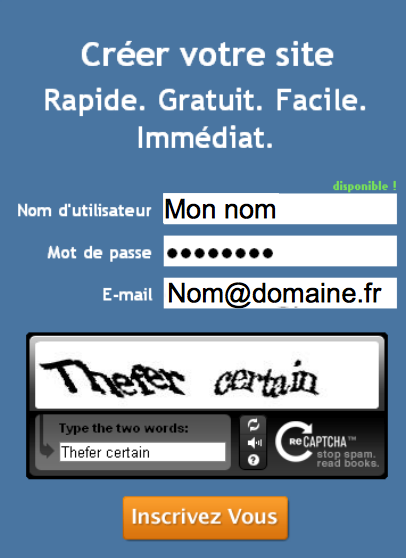 Créer votre site
Rapide. Gratuit. Facile.
Immédiat.
disponible !
Nom d'utilisateur Mon nom
Mot de passe ●●●●●●●●
E-mail Nom@domaine.fr
Thefer certain
Type the two words:
Thefer certain
reCAPTCHA™
stop spam.
read books.
Inscrivez Vous